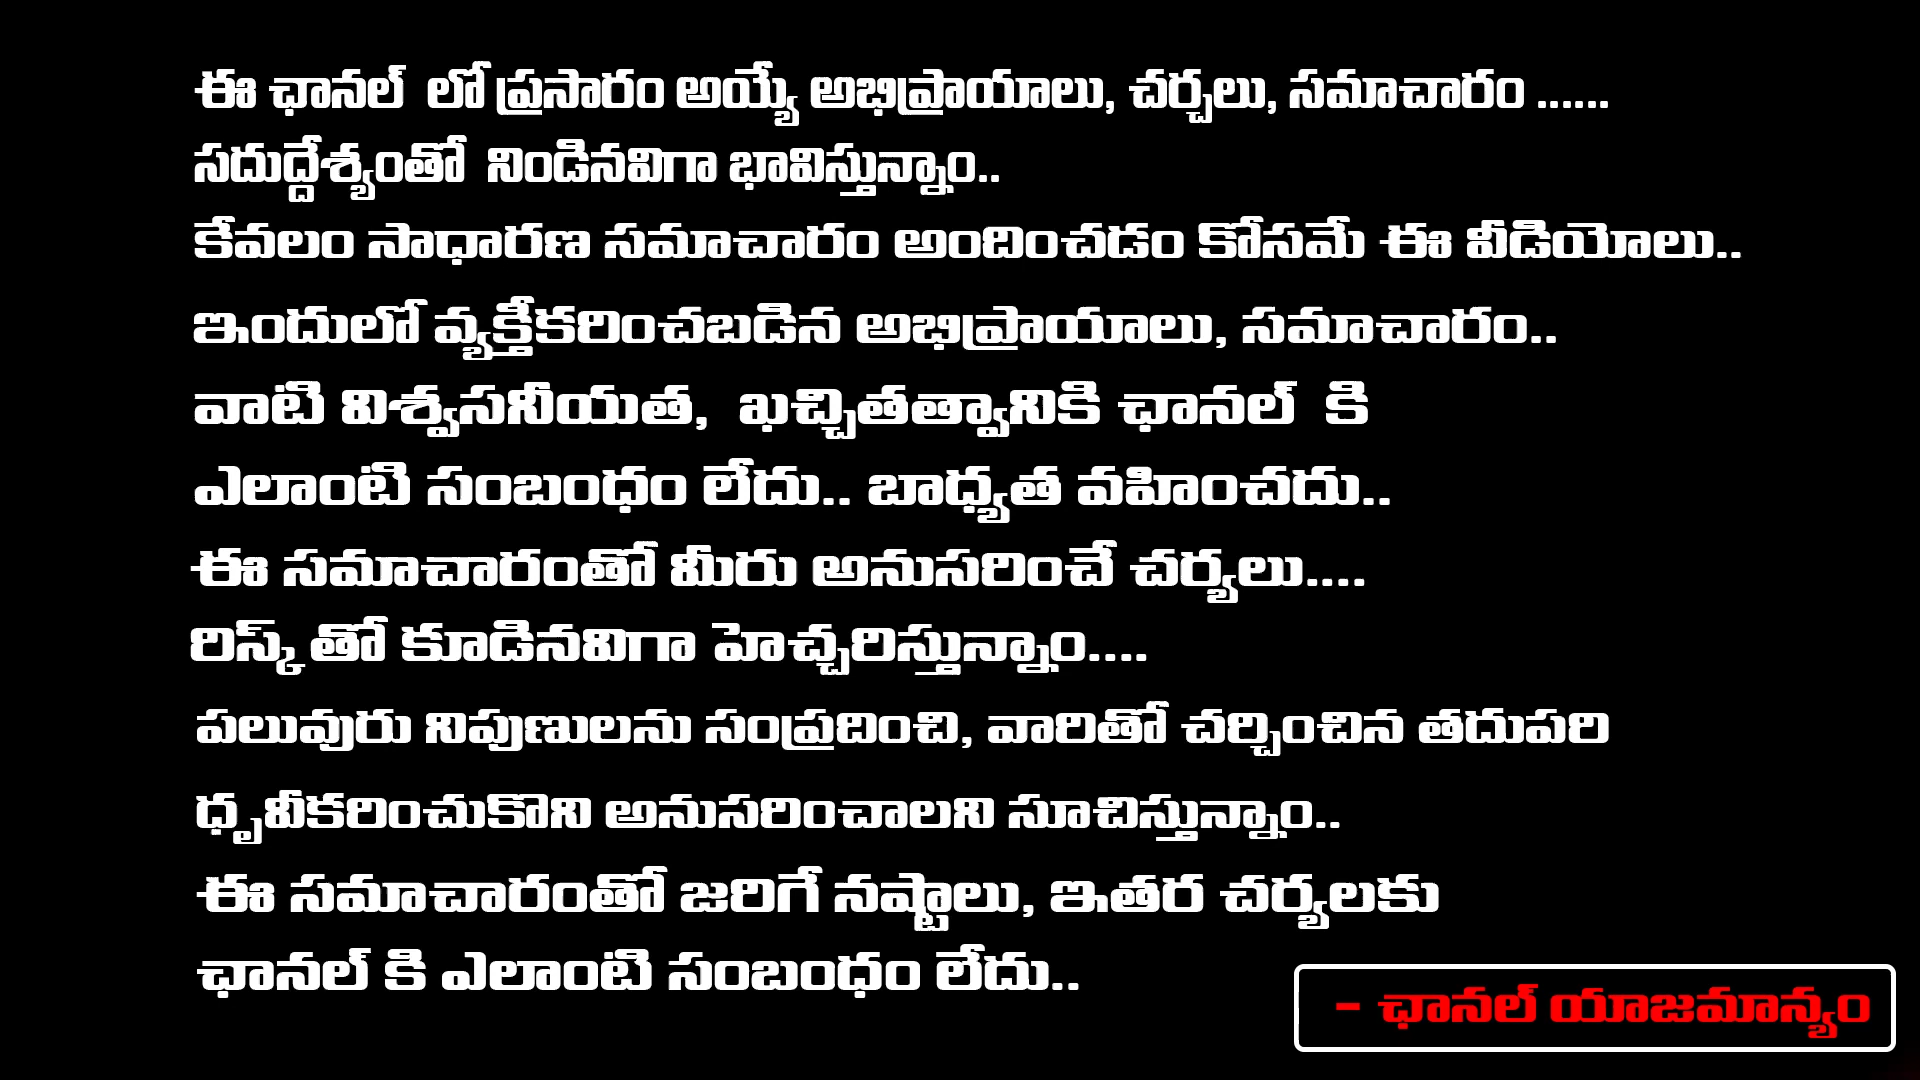 ఈ ఛానల్ లో ప్రసారం అయ్యే అభిప్రాయాలు, చర్చలు, సమాచారం ......
సదుద్దేశ్యంతో నిండినవిగా భావిస్తున్నాం..
కేవలం సాధారణ సమాచారం అందించడం కోసమే ఈ వీడియోలు..
ఇందులో వ్యక్తీకరించబడిన అభిప్రాయాలు, సమాచారం..
వాటి విశ్వసనీయత, ఖచ్చితత్వానికి ఛానల్ కి
ఎలాంటి సంబంధం లేదు.. బాధ్యత వహించదు..
ఈ సమాచారంతో మీరు అనుసరించే చర్యలు....
రిస్క్ తో కూడినవిగా హెచ్చరిస్తున్నాం....
పలువురు నిపుణులను సంప్రదించి, వారితో చర్చించిన తదుపరి
ధృవీకరించుకొని అనుసరించాలని సూచిస్తున్నాం..
ఈ సమాచారంతో జరిగే నష్టాలు, ఇతర చర్యలకు
ఛానల్ కి ఎలాంటి సంబంధం లేదు..
- ఛానల్ యాజమాన్యం